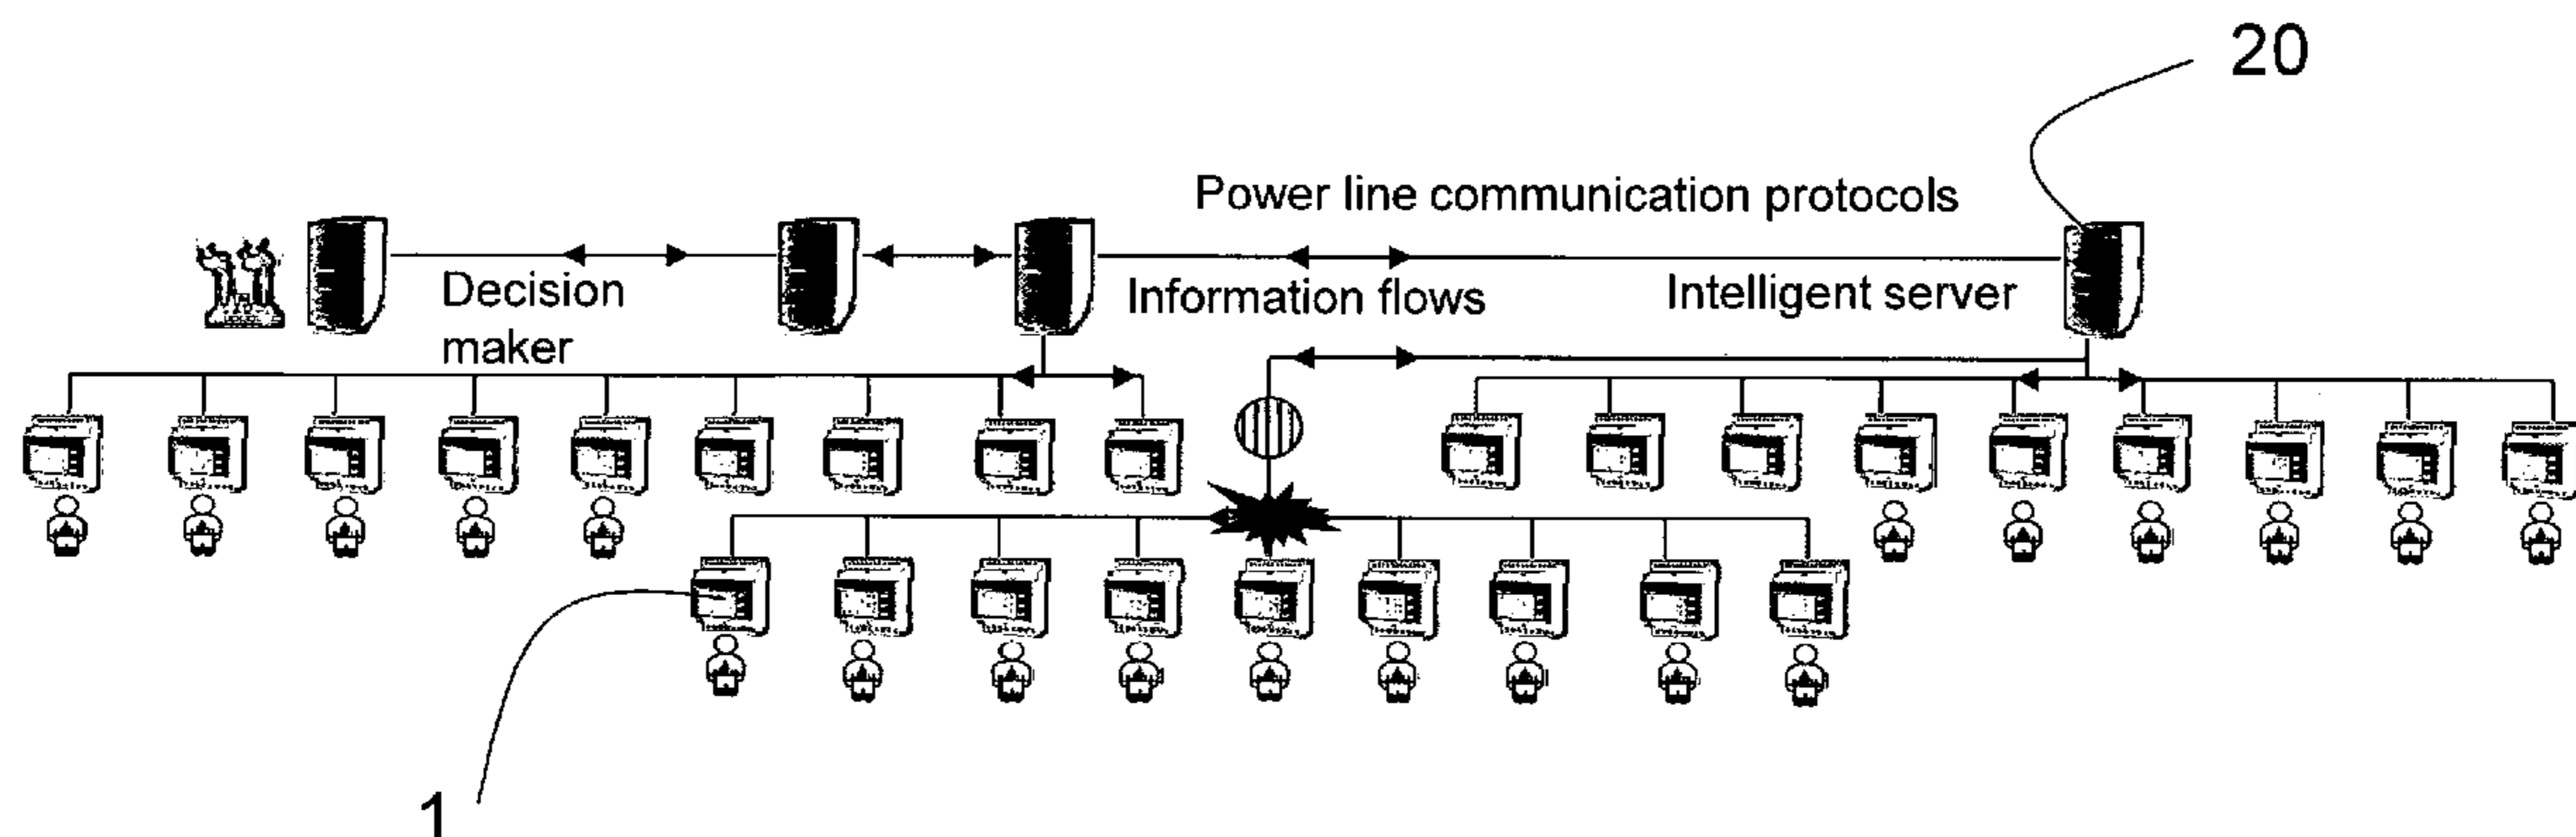 20
Power line communication protocols
Decision
maker
Information flows
Intelligent server
1